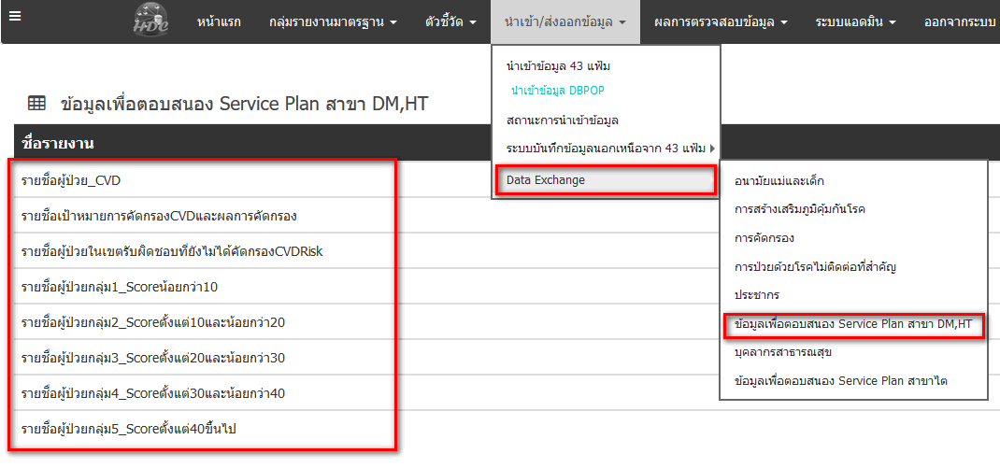 HDC
หน้าแรก
กลุ่มรายงานมาตรฐาน
ตัวชี้วัด
นำเข้า/ส่งออกข้อมูล
ผลการตรวจสอบข้อมูล
ระบบแอดมิน
ออกจากระบบ
นำเข้าข้อมูล 43 แฟ้ม
นำเข้าข้อมูล DBPOP
สถานะการนำเข้าข้อมูล
ระบบบันทึกข้อมูลนอกเหนือจาก 43 แฟ้ม
Data Exchange
อนามัยแม่และเด็ก
การสร้างเสริมภูมิคุ้มกันโรค
การคัดกรอง
การป่วยด้วยโรคไม่ติดต่อที่สำคัญ
ประชากร
ข้อมูลเพื่อตอบสนอง Service Plan สาขา DM,HT
บุคลากรสาธารณสุข
ข้อมูลเพื่อตอบสนอง Service Plan สาขาไต
ข้อมูลเพื่อตอบสนอง Service Plan สาขา DM,HT
ชื่อรายงาน
รายชื่อผู้ป่วย_CVD
รายชื่อเป้าหมายการคัดกรองCVDและผลการคัดกรอง
รายชื่อผู้ป่วยในเขตรับผิดชอบที่ยังไม่ได้คัดกรองCVDRisk
รายชื่อผู้ป่วยกลุ่ม1_Scoreน้อยกว่า10
รายชื่อผู้ป่วยกลุ่ม2_Scoreตั้งแต่10และน้อยกว่า20
รายชื่อผู้ป่วยกลุ่ม3_Scoreตั้งแต่20และน้อยกว่า30
รายชื่อผู้ป่วยกลุ่ม4_Scoreตั้งแต่30และน้อยกว่า40
รายชื่อผู้ป่วยกลุ่ม5_Scoreตั้งแต่40ขึ้นไป